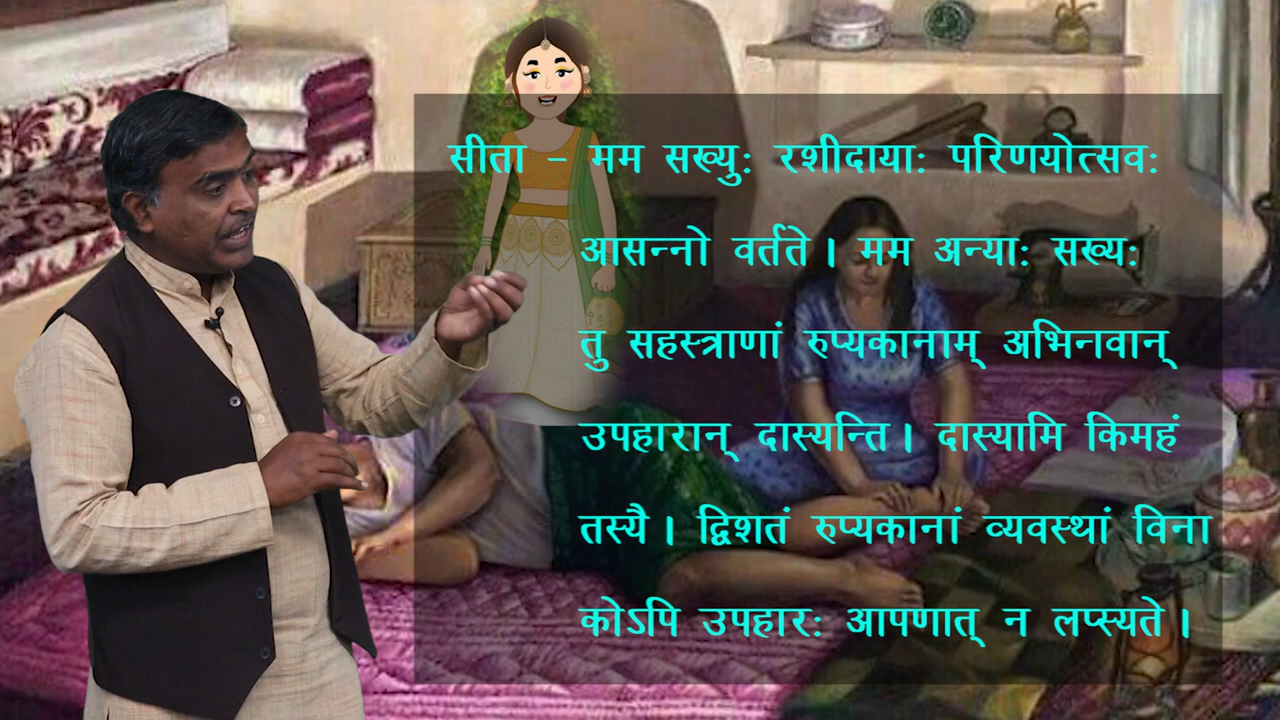 सीता - मम सख्युः रशीदायाः परिणयोत्सवः
आसन्नो वर्तते। मम अन्याः सख्यः
तु सहस्त्राणां रुप्यकानाम् अभिनवान्
उपहारान् दास्यन्ति। दास्यामि किमहं
तस्यै। द्विशतं रुप्यकानां व्यवस्थां विना
कोऽपि उपहारः आपणात् न लप्स्यते।